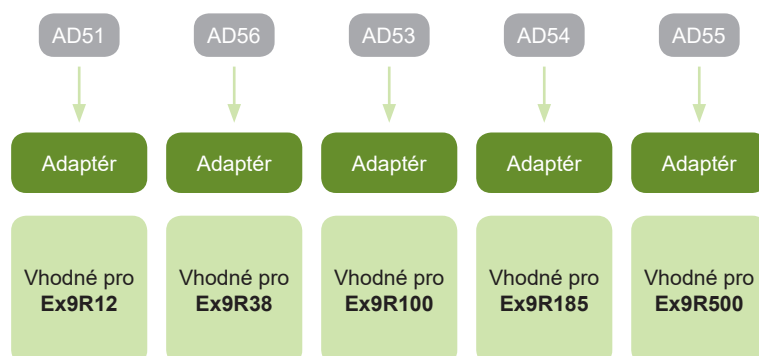 AD51 AD56 AD53 AD54 AD55
Adaptér Adaptér Adaptér Adaptér Adaptér
Vhodné pro Vhodné pro Vhodné pro Vhodné pro Vhodné pro
Ex9R12 Ex9R38 Ex9R100 Ex9R185 Ex9R500